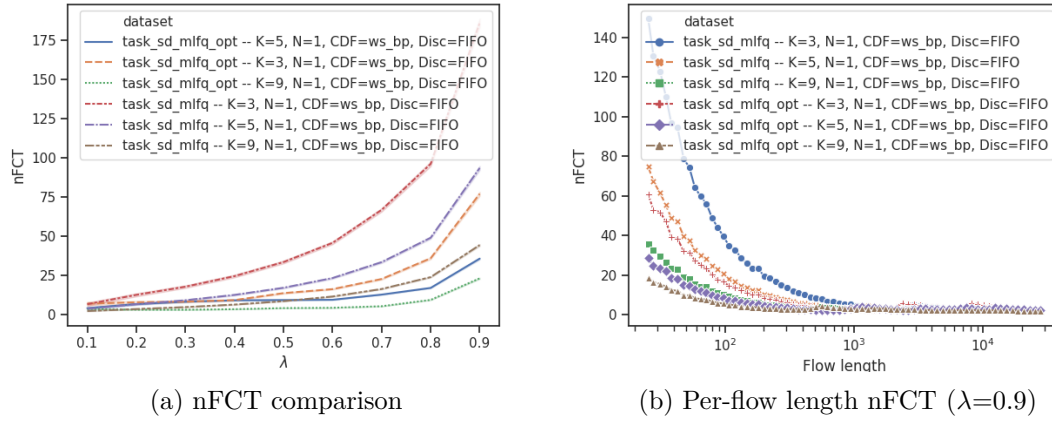 dataset
task_sd_mlfq_opt -- K=5, N=1, CDF=ws_bp, Disc=FIFO
task_sd_mlfq_opt -- K=3, N=1, CDF=ws_bp, Disc=FIFO
task_sd_mlfq_opt -- K=9, N=1, CDF=ws_bp, Disc=FIFO
task_sd_mlfq -- K=3, N=1, CDF=ws_bp, Disc=FIFO
task_sd_mlfq -- K=5, N=1, CDF=ws_bp, Disc=FIFO
task_sd_mlfq -- K=9, N=1, CDF=ws_bp, Disc=FIFO
nFCT
175
150
125
100
75
50
25
0
0.1 0.2 0.3 0.4 0.5 0.6 0.7 0.8 0.9
λ
(a) nFCT comparison
dataset
task_sd_mlfq -- K=3, N=1, CDF=ws_bp, Disc=FIFO
task_sd_mlfq -- K=5, N=1, CDF=ws_bp, Disc=FIFO
task_sd_mlfq -- K=9, N=1, CDF=ws_bp, Disc=FIFO
task_sd_mlfq_opt -- K=3, N=1, CDF=ws_bp, Disc=FIFO
task_sd_mlfq_opt -- K=5, N=1, CDF=ws_bp, Disc=FIFO
task_sd_mlfq_opt -- K=9, N=1, CDF=ws_bp, Disc=FIFO
nFCT
140
120
100
80
60
40
20
0
10² 10³ 10⁴
Flow length
(b) Per-flow length nFCT (λ=0.9)